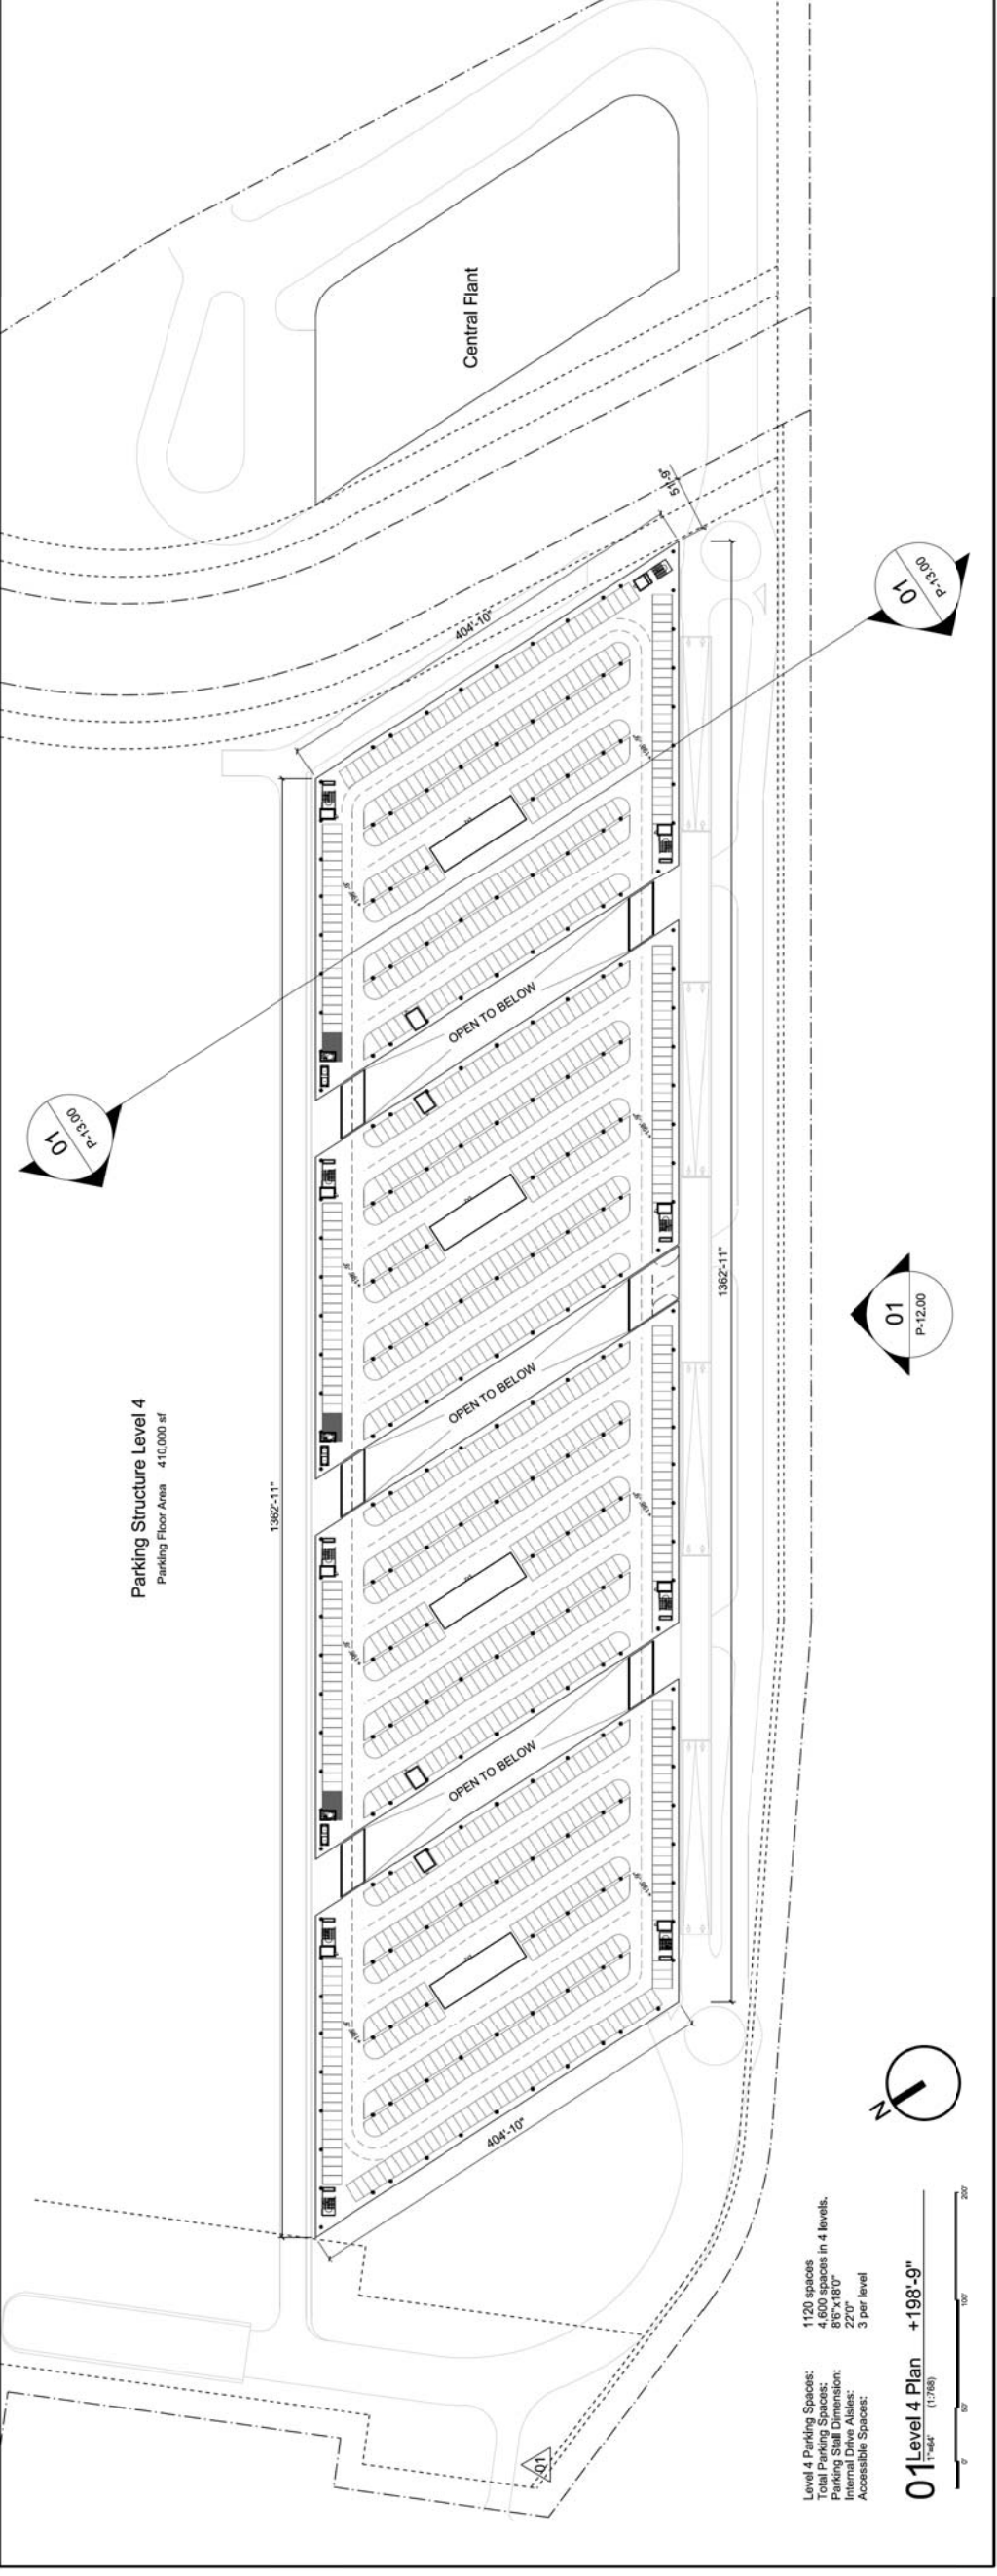 Parking Structure Level 4
Parking Floor Area 410,000 sf
Central Flant
01
P-13.00
01
P-13.00
01
P-12.00
1362'-11"
1362'-11"
404'-10"
404'-10"
51'-9"
OPEN TO BELOW
OPEN TO BELOW
OPEN TO BELOW
01
N
Level 4 Parking Spaces: 1120 spaces
Total Parking Spaces: 4,600 spaces in 4 levels.
Parking Stall Dimension: 8'6"x18'0"
Internal Drive Aisles: 22'0"
Accessible Spaces: 3 per level
01 Level 4 Plan +198'-9"
1"=64' (1:768)
0' 50' 100' 200'